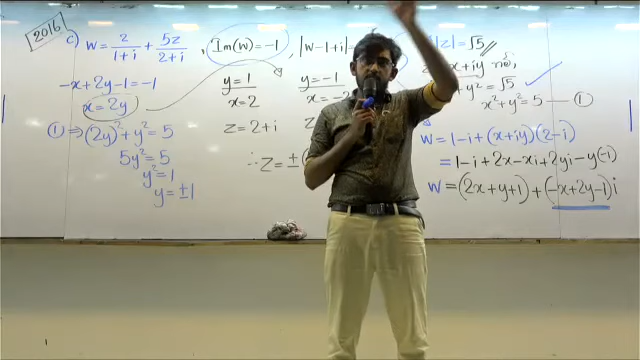 2016
c) w = 2/(1+i) + 5z/(2+i) , Im(w) = -1 , |w-1+i|= |z| = √5
-x+2y-1 = -1
x = 2y
① ⇒ (2y)² + y² = 5
5y² = 5
y² = 1
y = ±1
y = 1
x = 2
z = 2+i
∴ z = ±
y = -1
x = -2
x+iy
y² = √5
x² + y² = 5 — ①
w = 1-i + (x+iy)(2-i)
= 1-i + 2x - xi + 2yi - y(-1)
w = (2x+y+1) + (-x+2y-1)i